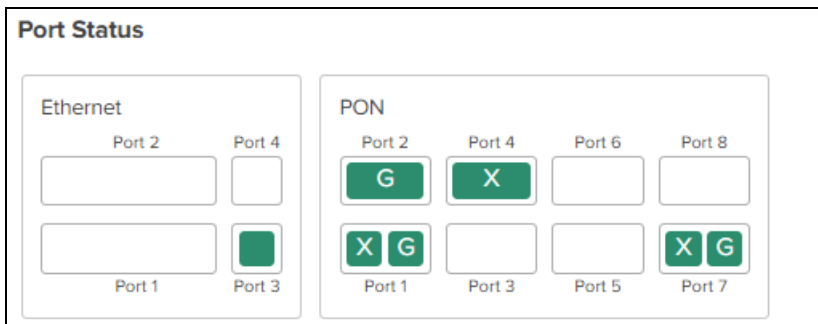 Port Status
Ethernet
Port 2 Port 4
Port 1 Port 3
PON
Port 2 Port 4 Port 6 Port 8
G X
X G X G
Port 1 Port 3 Port 5 Port 7